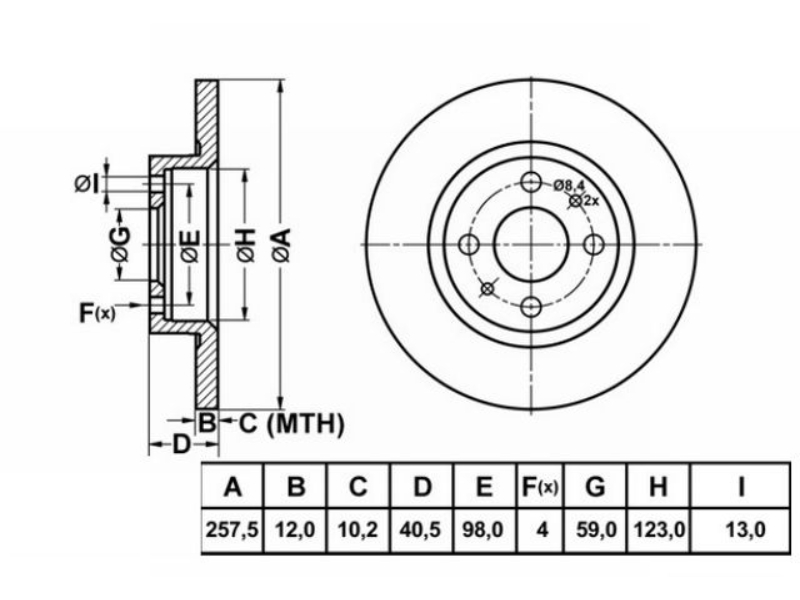 ØI
ØG
ØE
ØH
ØA
F(x)
B
C (MTH)
D
Ø8,4
2x
A B C D E F(x) G H I
257,5 12,0 10,2 40,5 98,0 4 59,0 123,0 13,0